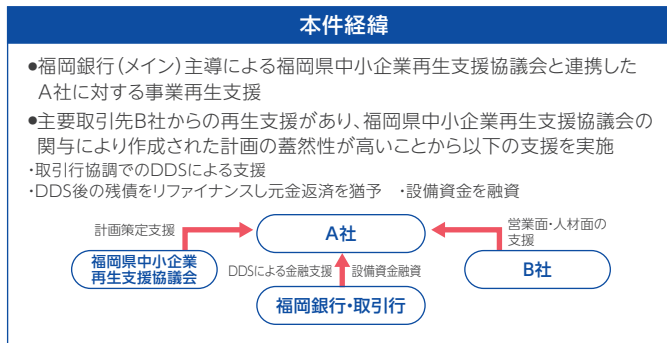 本件経緯
●福岡銀行(メイン)主導による福岡県中小企業再生支援協議会と連携した
A社に対する事業再生支援
●主要取引先B社からの再生支援があり、福岡県中小企業再生支援協議会の
関与により作成された計画の蓋然性が高いことから以下の支援を実施
・取引行協調でのDDSによる支援
・DDS後の残債をリファイナンスし元金返済を猶予 ・設備資金を融資
計画策定支援
A社
営業面・人材面の
支援
福岡県中小企業
再生支援協議会
DDSによる金融支援
設備資金融資
B社
福岡銀行・取引行